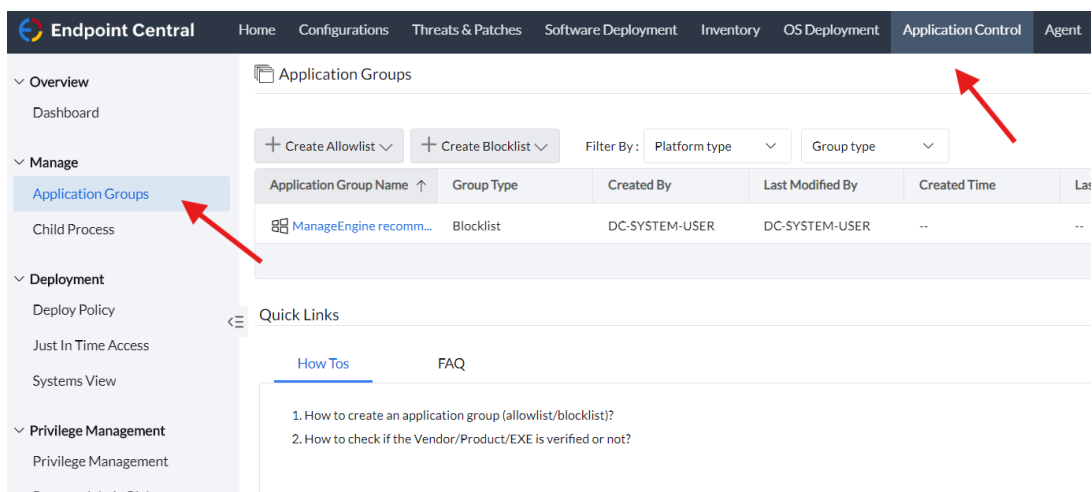 Endpoint Central
Home Configurations Threats & Patches Software Deployment Inventory OS Deployment Application Control Agent
Overview
Dashboard
Manage
Application Groups
Child Process
Deployment
Deploy Policy
Just In Time Access
Systems View
Privilege Management
Privilege Management
Application Groups
Create Allowlist Create Blocklist Filter By : Platform type Group type
Application Group Name Group Type Created By Last Modified By Created Time Las
ManageEngine recomm... Blocklist DC-SYSTEM-USER DC-SYSTEM-USER -- --
Quick Links
How Tos FAQ
1. How to create an application group (allowlist/blocklist)?
2. How to check if the Vendor/Product/EXE is verified or not?